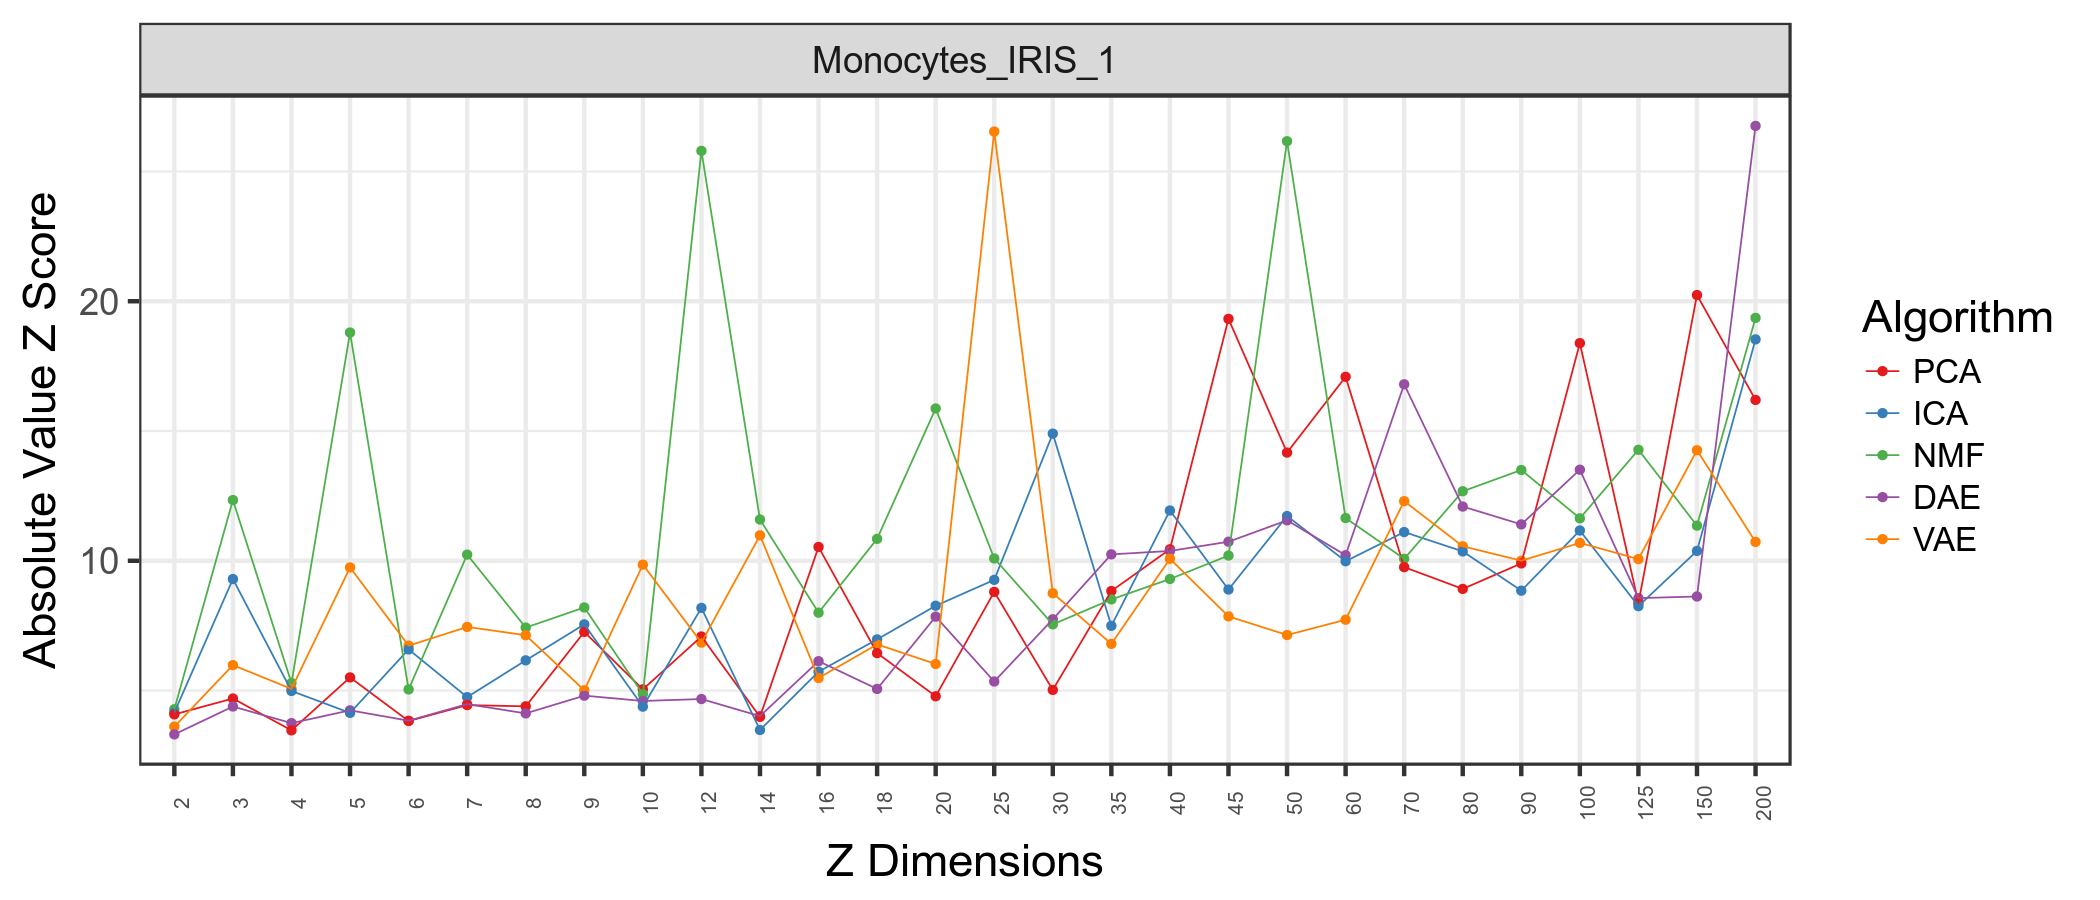 Monocytes_IRIS_1
Absolute Value Z Score
20
10
2 3 4 5 6 7 8 9 10 12 14 16 18 20 25 30 35 40 45 50 60 70 80 90 100 125 150 200
Z Dimensions
Algorithm
PCA
ICA
NMF
DAE
VAE